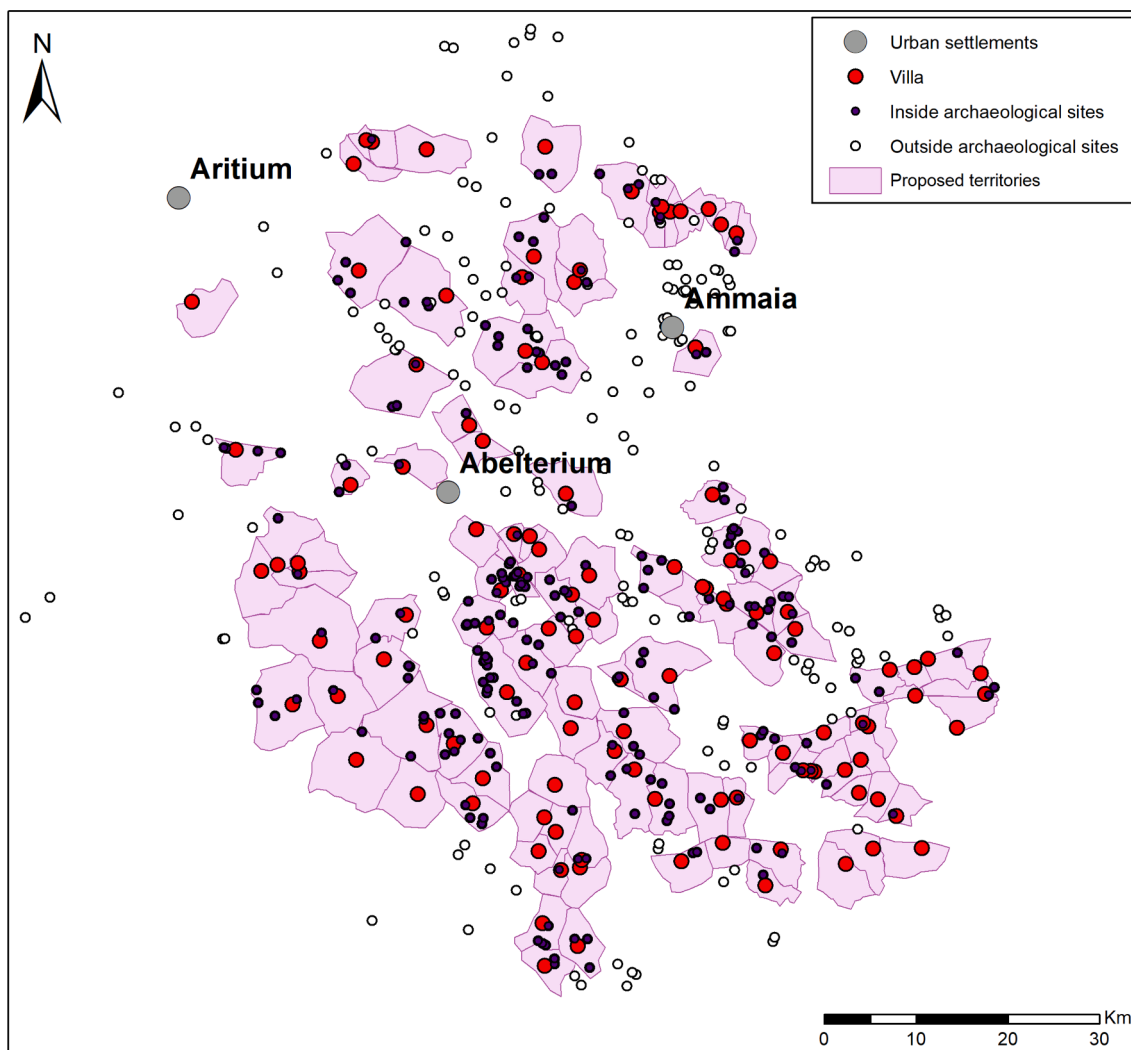 N
Urban settlements
Villa
Inside archaeological sites
Outside archaeological sites
Proposed territories
Aritium
Ammaia
Abelterium
Km
0 10 20 30